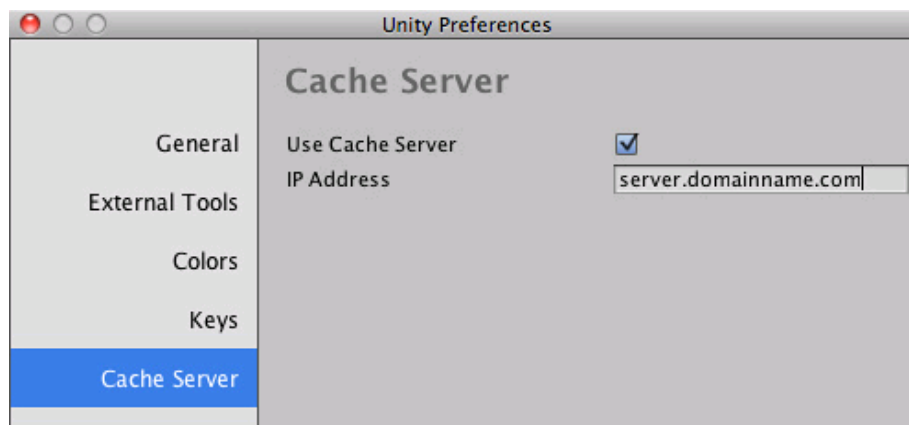 Unity Preferences
Cache Server
General
Use Cache Server
IP Address
server.domainname.com
External Tools
Colors
Keys
Cache Server